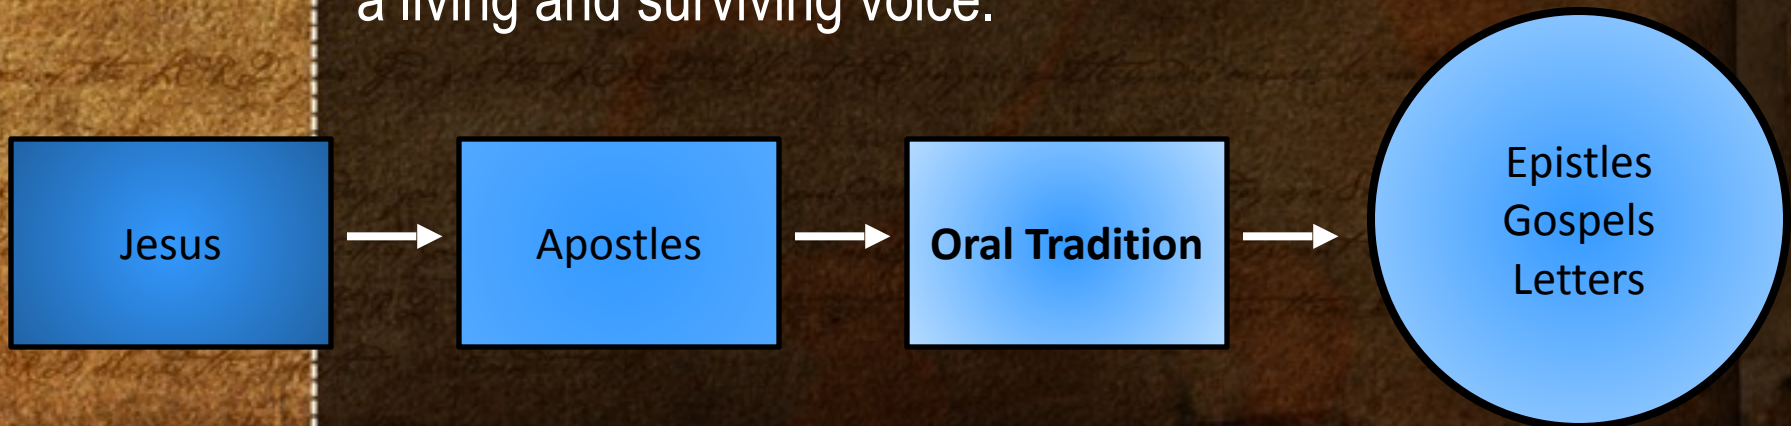 a living and surviving voice.
Jesus
Apostles
Oral Tradition
Epistles
Gospels
Letters